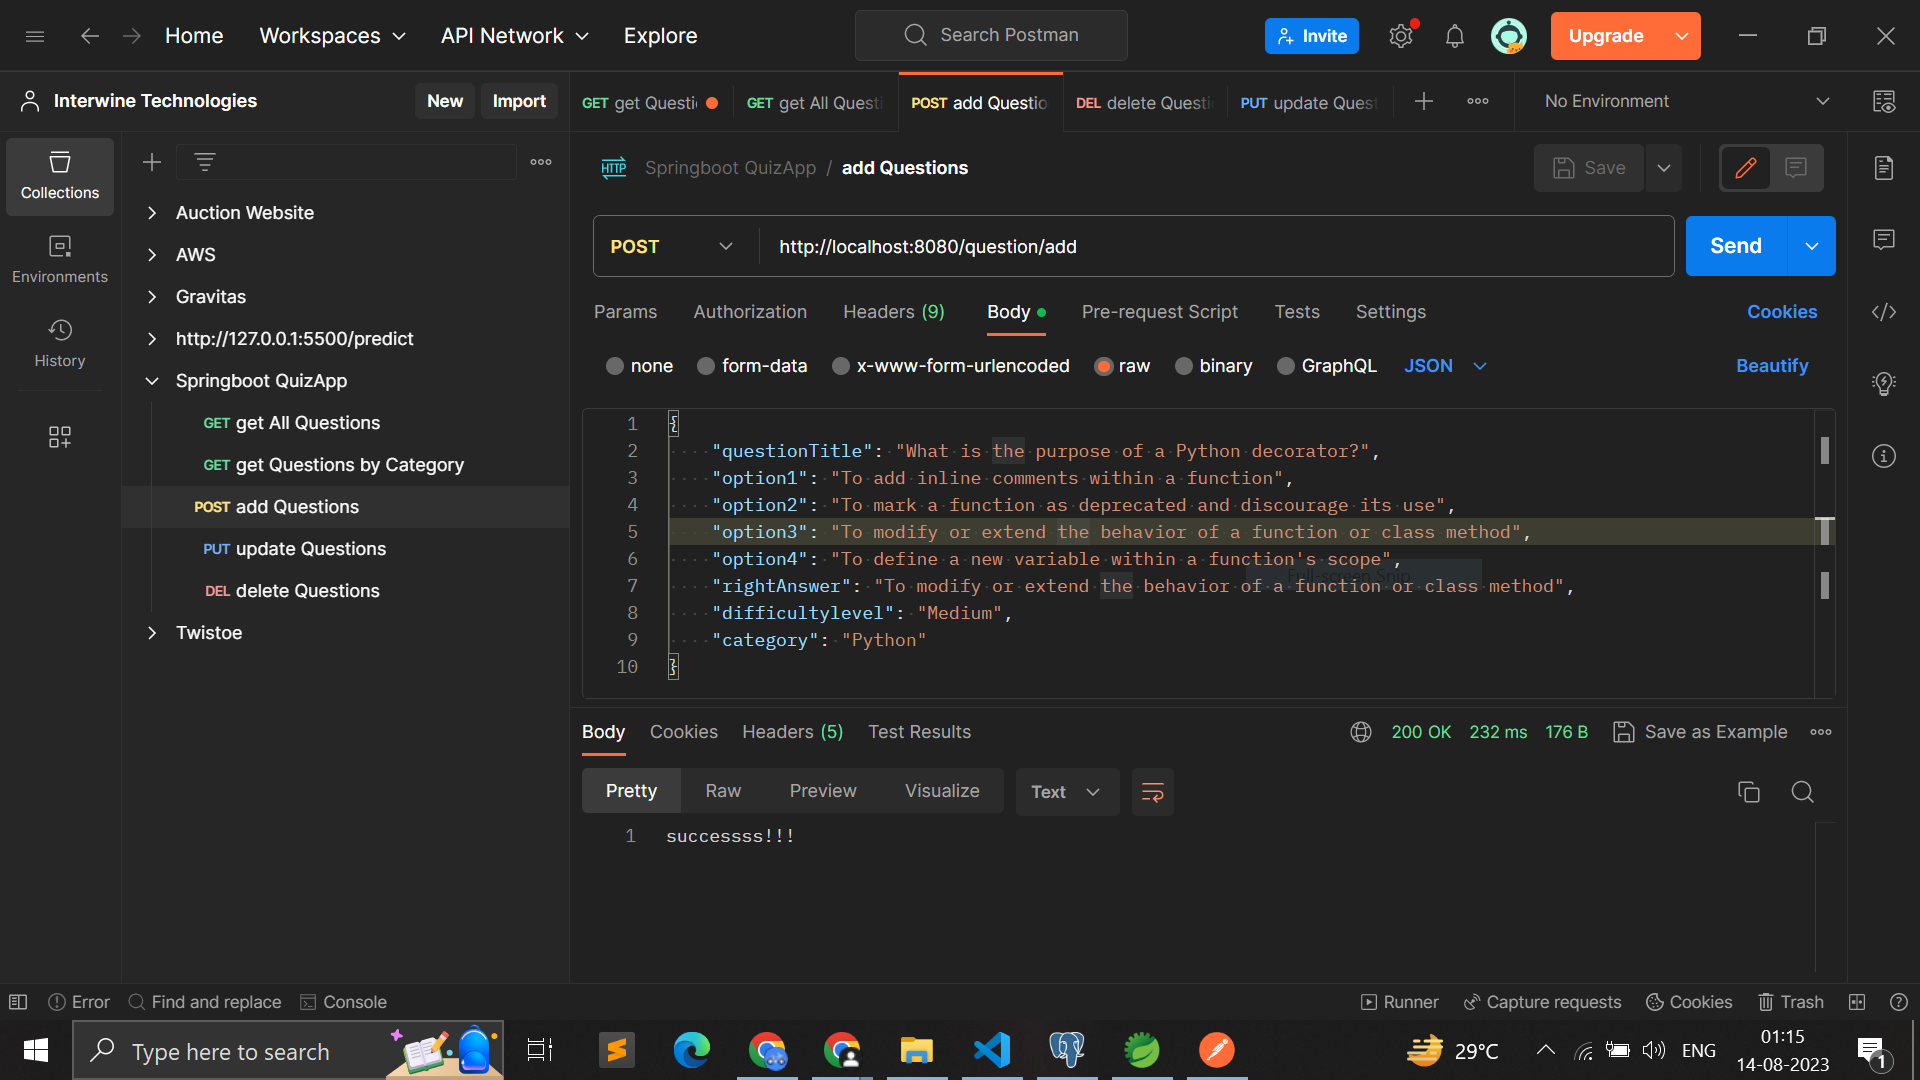 Home Workspaces API Network Explore Search Postman Invite Upgrade
Interwine Technologies New Import
GET get Questi GET get All Questi POST add Questio DEL delete Questi PUT update Quest No Environment
Collections
Environments
History
Auction Website
AWS
Gravitas
http://127.0.0.1:5500/predict
Springboot QuizApp
GET get All Questions
GET get Questions by Category
POST add Questions
PUT update Questions
DEL delete Questions
Twistoe
HTTP Springboot QuizApp / add Questions Save
POST http://localhost:8080/question/add Send
Params Authorization Headers (9) Body Pre-request Script Tests Settings Cookies
none form-data x-www-form-urlencoded raw binary GraphQL JSON Beautify
1 {
2 "questionTitle": "What is the purpose of a Python decorator?",
3 "option1": "To add inline comments within a function",
4 "option2": "To mark a function as deprecated and discourage its use",
5 "option3": "To modify or extend the behavior of a function or class method",
6 "option4": "To define a new variable within a function's scope",
Full-screen Snip
7 "rightAnswer": "To modify or extend the behavior of a function or class method",
8 "difficultylevel": "Medium",
9 "category": "Python"
10 }
Body Cookies Headers (5) Test Results 200 OK 232 ms 176 B Save as Example
Pretty Raw Preview Visualize Text
1 successss!!!
Error Find and replace Console Runner Capture requests Cookies Trash
Type here to search 29°C ENG 01:15
14-08-2023 1